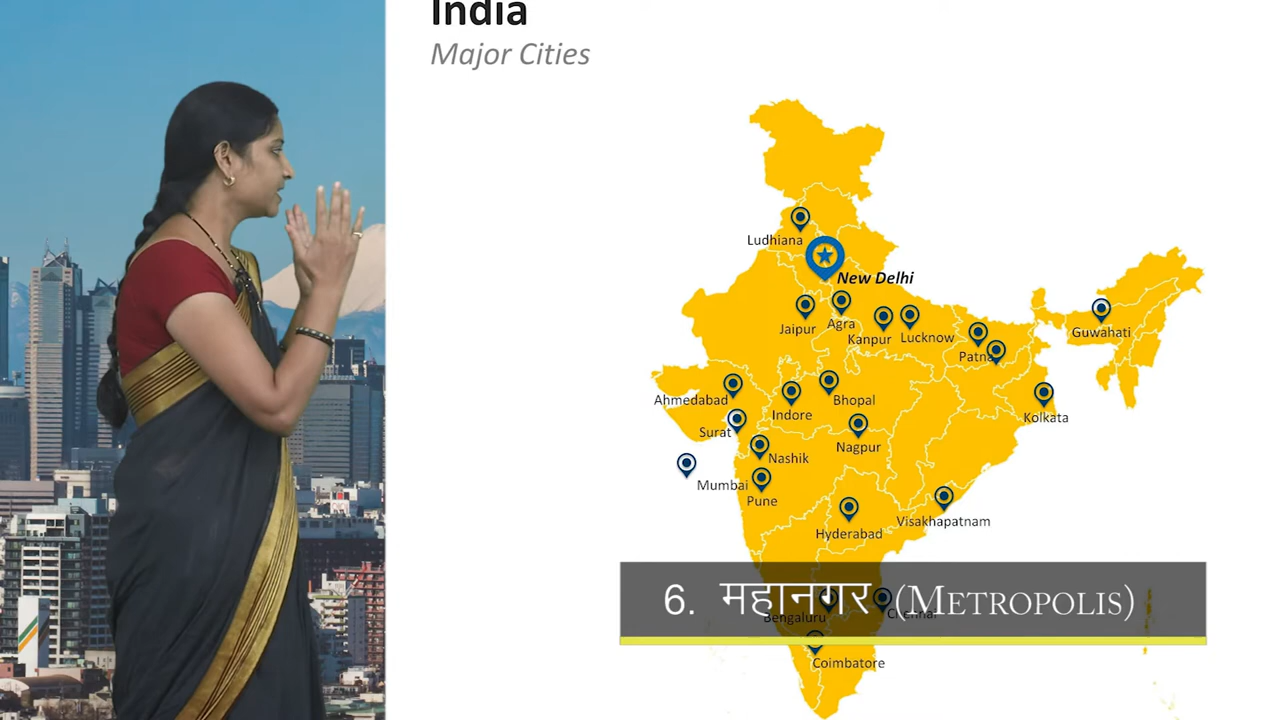 India
Major Cities
Ludhiana
New Delhi
Jaipur
Agra
Kanpur
Lucknow
Patna
Guwahati
Ahmedabad
Indore
Bhopal
Kolkata
Surat
Nashik
Nagpur
Mumbai
Pune
Hyderabad
Visakhapatnam
6. महानगर (METROPOLIS)
Bengaluru
Chennai
Coimbatore